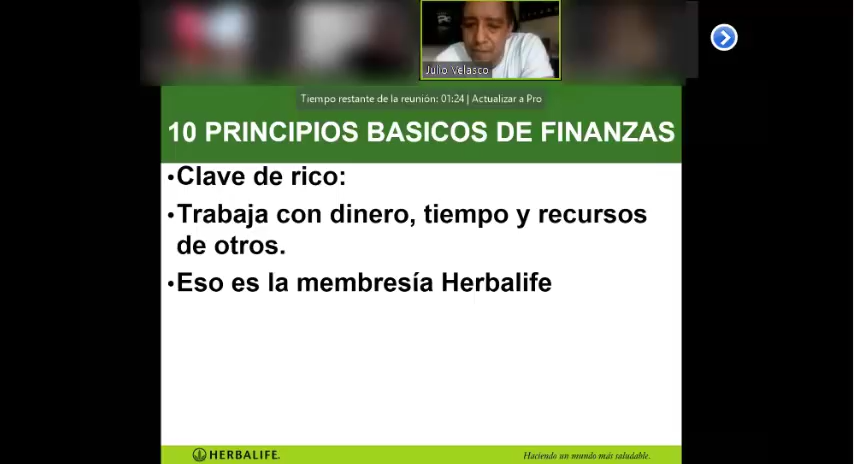 Julio Velasco
Tiempo restante de la reunión: 01:24 | Actualizar a Pro
10 PRINCIPIOS BASICOS DE FINANZAS
•Clave de rico:
•Trabaja con dinero, tiempo y recursos
de otros.
•Eso es la membresía Herbalife
HERBALIFE.
Haciendo un mundo más saludable.